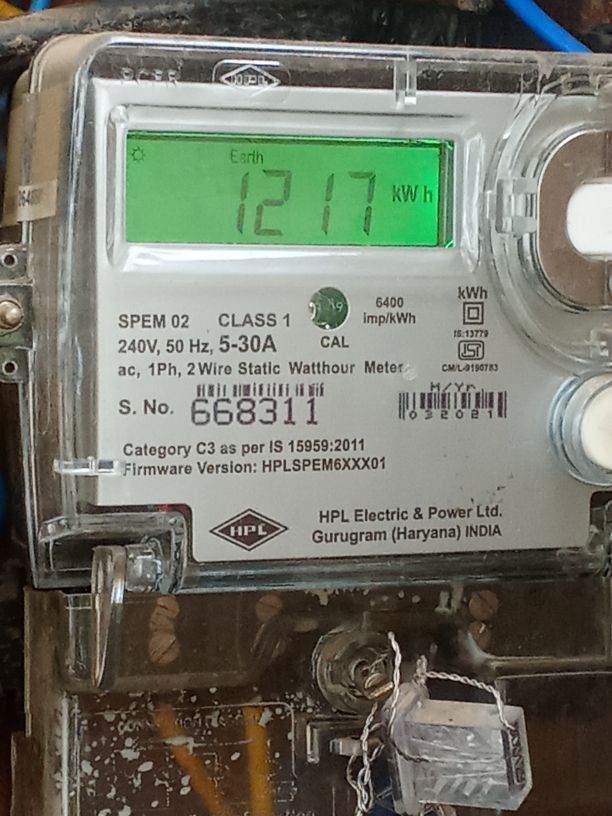 HPL
Earth
1217 kWh
SPEM 02 CLASS 1
240V, 50 Hz, 5-30A
ac, 1Ph, 2 Wire Static Watthour Meter
CAL
6400
imp/kWh
kWh
IS:13779
CM/L-9190783
S. No. 668311
M/Yr.
032021
Category C3 as per IS 15959:2011
Firmware Version: HPLSPEM6XXX01
HPL
HPL Electric & Power Ltd.
Gurugram (Haryana) INDIA